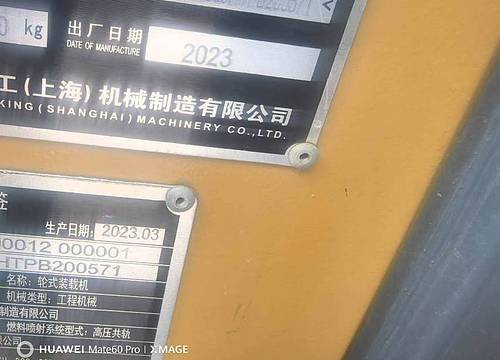 0 kg
出厂日期
DATE OF MANUFACTURE
2023
工(上海)机械制造有限公司
KING (SHANGHAI) MACHINERY CO., LTD.
签
生产日期: 2023.03
00012 000001
HTPB200571
名称: 轮式装载机
机械类型: 工程机械
制造有限公司
燃料喷射系统型式: 高压共轨
HUAWEI Mate60 Pro | XMAGE